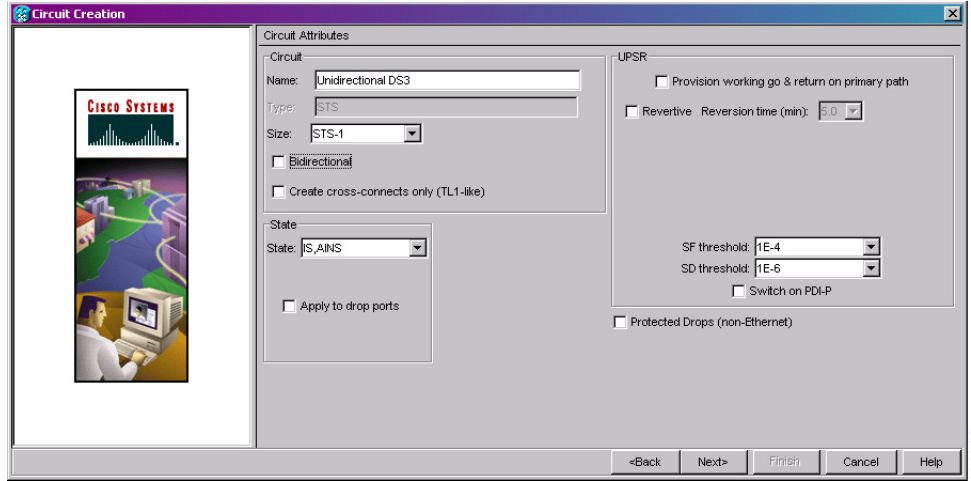 Circuit Creation
CISCO SYSTEMS
Circuit Attributes
Circuit
Name: Unidirectional DS3
Type: STS
Size: STS-1
Bidirectional
Create cross-connects only (TL1-like)
State
State: IS,AINS
Apply to drop ports
UPSR
Provision working go & return on primary path
Revertive Reversion time (min): 5.0
SF threshold: 1E-4
SD threshold: 1E-6
Switch on PDI-P
Protected Drops (non-Ethernet)
<Back Next> Finish Cancel Help